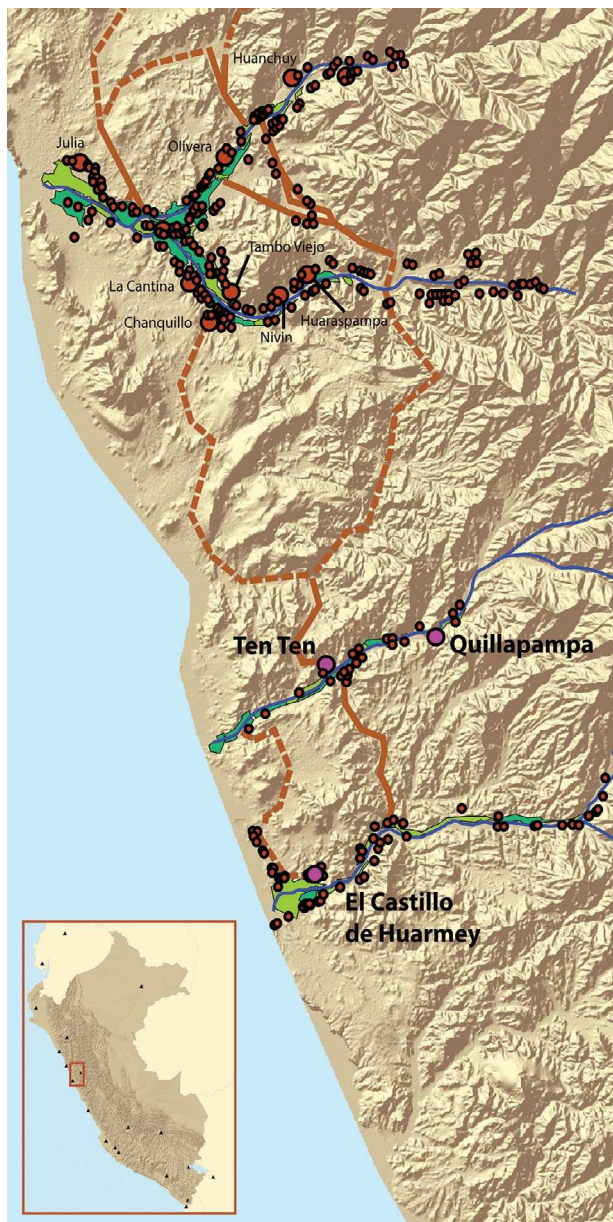 Huanchuy
Julia
Olivera
Tambo Viejo
La Cantina
Chanquillo
Huaraspampa
Nivin
Ten Ten
Quillapampa
El Castillo
de Huarmey